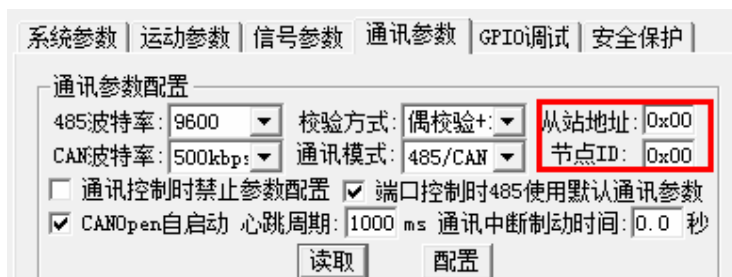 系统参数 运动参数 信号参数 通讯参数 GPIO调试 安全保护
通讯参数配置
485波特率: 9600 校验方式: 偶校验+: 从站地址: 0x00
CAN波特率: 500kbps 通讯模式: 485/CAN 节点ID: 0x00
通讯控制时禁止参数配置 端口控制时485使用默认通讯参数
CANOpen自启动 心跳周期: 1000 ms 通讯中断制动时间: 0.0 秒
读取 配置